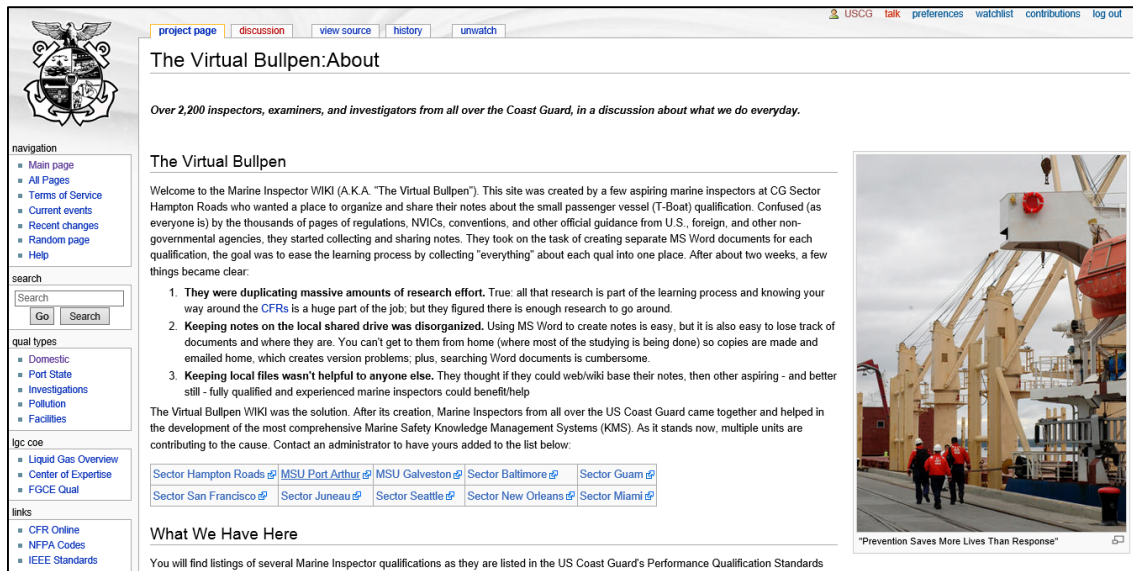 USCG talk preferences watchlist contributions log out
project page discussion view source history unwatch
The Virtual Bullpen:About
Over 2,200 inspectors, examiners, and investigators from all over the Coast Guard, in a discussion about what we do everyday.
navigation
Main page
All Pages
Terms of Service
Current events
Recent changes
Random page
Help
search
Search
Go Search
qual types
Domestic
Port State
Investigations
Pollution
Facilities
lgc coe
Liquid Gas Overview
Center of Expertise
FGCE Qual
links
CFR Online
NFPA Codes
IEEE Standards
The Virtual Bullpen
Welcome to the Marine Inspector WIKI (A.K.A. "The Virtual Bullpen"). This site was created by a few aspiring marine inspectors at CG Sector
Hampton Roads who wanted a place to organize and share their notes about the small passenger vessel (T-Boat) qualification. Confused (as
everyone is) by the thousands of pages of regulations, NVICs, conventions, and other official guidance from U.S., foreign, and other non-
governmental agencies, they started collecting and sharing notes. They took on the task of creating separate MS Word documents for each
qualification, the goal was to ease the learning process by collecting "everything" about each qual into one place. After about two weeks, a few
things became clear:
1. They were duplicating massive amounts of research effort. True: all that research is part of the learning process and knowing your
way around the CFRs is a huge part of the job; but they figured there is enough research to go around.
2. Keeping notes on the local shared drive was disorganized. Using MS Word to create notes is easy, but it is also easy to lose track of
documents and where they are. You can't get to them from home (where most of the studying is being done) so copies are made and
emailed home, which creates version problems; plus, searching Word documents is cumbersome.
3. Keeping local files wasn't helpful to anyone else. They thought if they could web/wiki base their notes, then other aspiring - and better
still - fully qualified and experienced marine inspectors could benefit/help
The Virtual Bullpen WIKI was the solution. After its creation, Marine Inspectors from all over the US Coast Guard came together and helped in
the development of the most comprehensive Marine Safety Knowledge Management Systems (KMS). As it stands now, multiple units are
contributing to the cause. Contact an administrator to have yours added to the list below:
Sector Hampton Roads MSU Port Arthur MSU Galveston Sector Baltimore Sector Guam
Sector San Francisco Sector Juneau Sector Seattle Sector New Orleans Sector Miami
"Prevention Saves More Lives Than Response"
What We Have Here
You will find listings of several Marine Inspector qualifications as they are listed in the US Coast Guard's Performance Qualification Standards